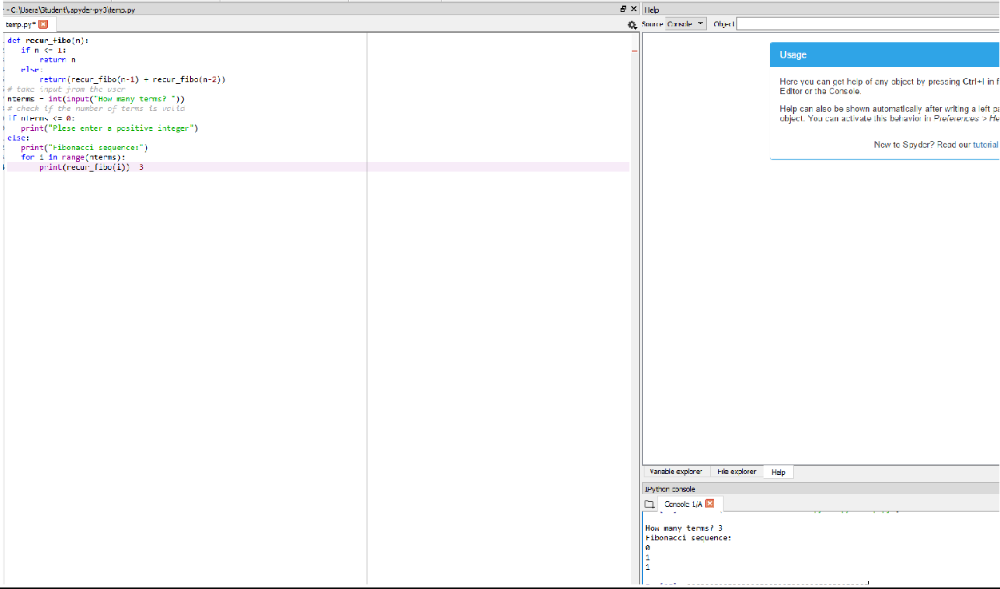 - C:\Users\Student\.spyder-py3\temp.py
temp.py*
def recur_fibo(n):
if n <= 1:
return n
else:
return(recur_fibo(n-1) + recur_fibo(n-2))
# take input from the user
nterms = int(input("How many terms? "))
# check if the number of terms is valid
if nterms <= 0:
print("Plese enter a positive integer")
else:
print("Fibonacci sequence:")
for i in range(nterms):
print(recur_fibo(i)) 3
Help
Source Console Object
Usage
Here you can get help of any object by pressing Ctrl+I in f
Editor or the Console.
Help can also be shown automatically after writing a left pa
object. You can activate this behavior in Preferences > He
New to Spyder? Read our tutorial
Variable explorer File explorer Help
IPython console
Console 1/A
How many terms? 3
Fibonacci sequence:
0
1
1